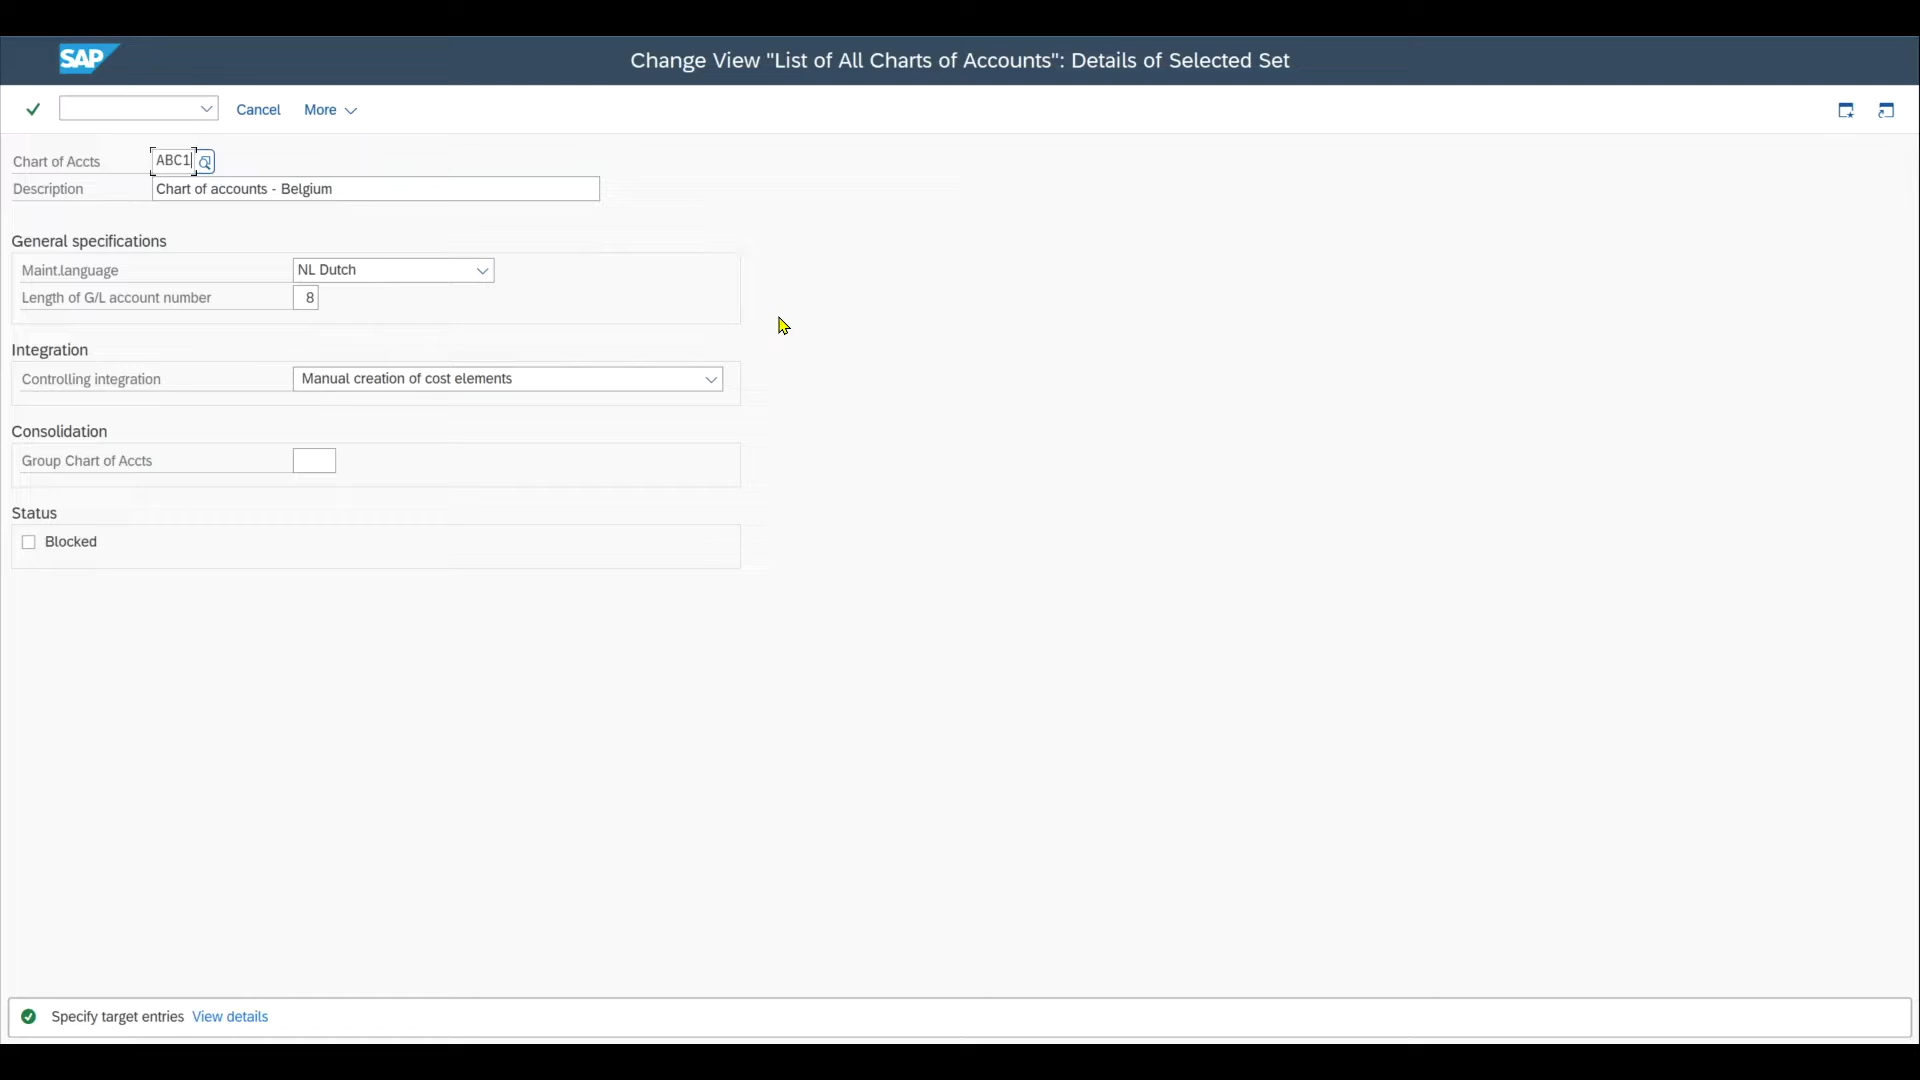 SAP
Change View "List of All Charts of Accounts": Details of Selected Set
Cancel More
Chart of Accts ABC1
Description Chart of accounts - Belgium
General specifications
Maint.language NL Dutch
Length of G/L account number 8
Integration
Controlling integration Manual creation of cost elements
Consolidation
Group Chart of Accts
Status
Blocked
Specify target entries View details